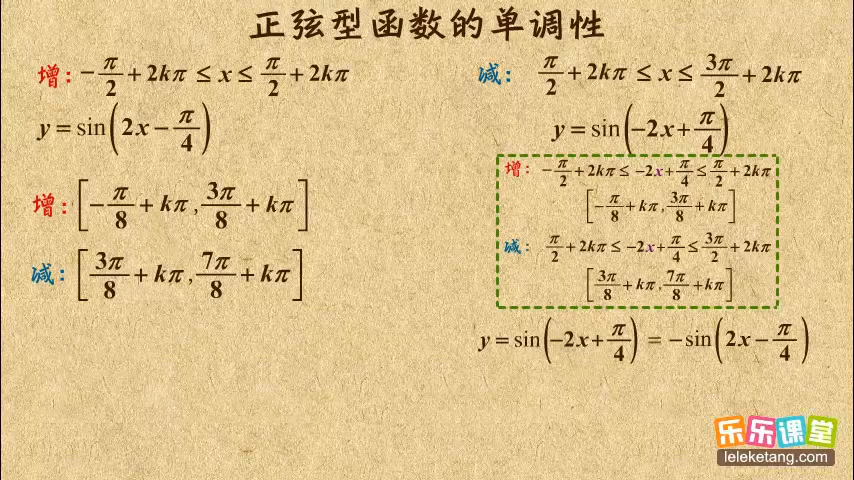 正弦型函数的单调性
增: -π/2 + 2kπ ≤ x ≤ π/2 + 2kπ
y = sin(2x - π/4)
增: [-π/8 + kπ, 3π/8 + kπ]
减: [3π/8 + kπ, 7π/8 + kπ]
减: π/2 + 2kπ ≤ x ≤ 3π/2 + 2kπ
y = sin(-2x + π/4)
增: -π/2 + 2kπ ≤ -2x + π/4 ≤ π/2 + 2kπ
[-π/8 + kπ, 3π/8 + kπ]
减: π/2 + 2kπ ≤ -2x + π/4 ≤ 3π/2 + 2kπ
[3π/8 + kπ, 7π/8 + kπ]
y = sin(-2x + π/4) = -sin(2x - π/4)
乐乐课堂
leleketang.com